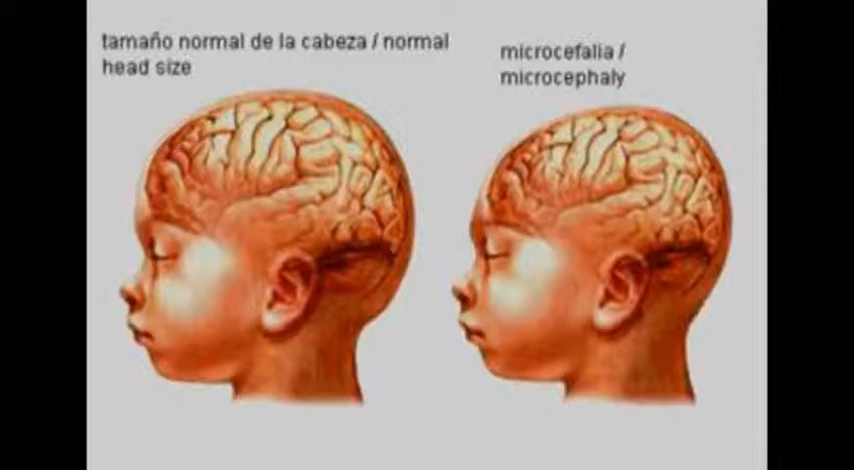 tamaño normal de la cabeza / normal
head size
microcefalia /
microcephaly